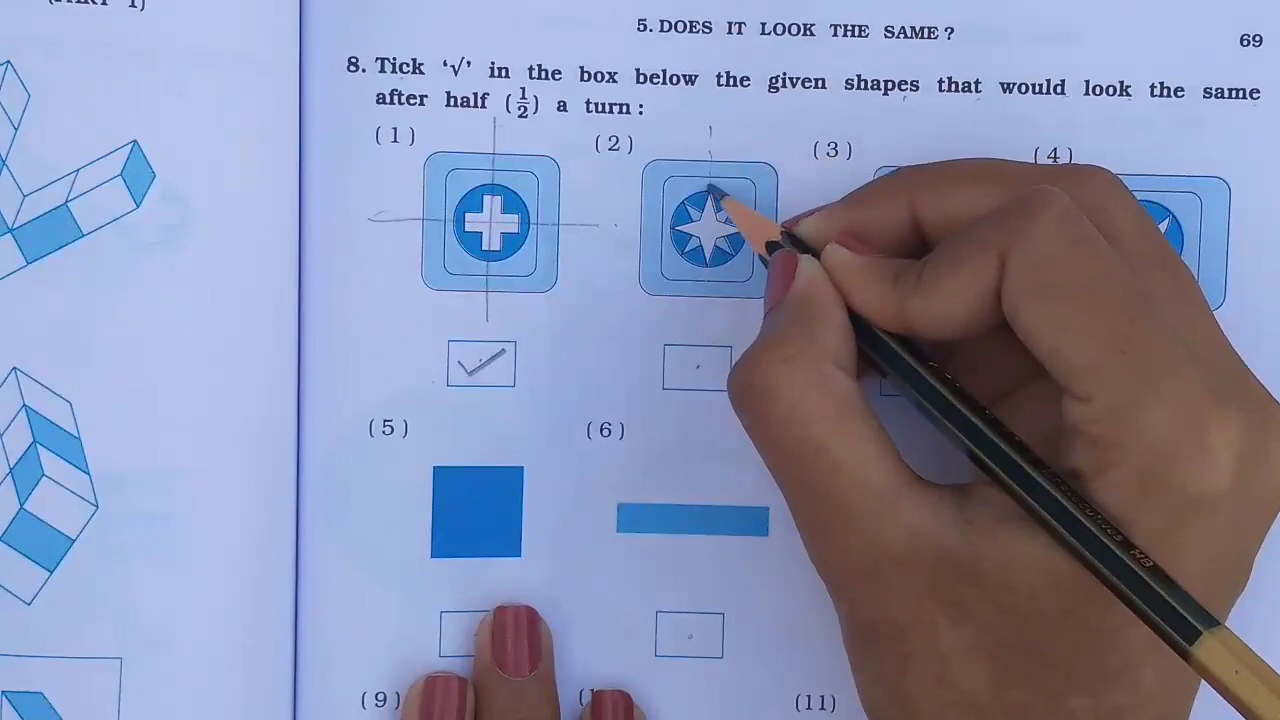 5. DOES IT LOOK THE SAME ?
69
8. Tick ‘√’ in the box below the given shapes that would look the same
after half (1/2) a turn :
(1)
(2)
(3)
(4)
(5)
(6)
(9)
(11)
HB